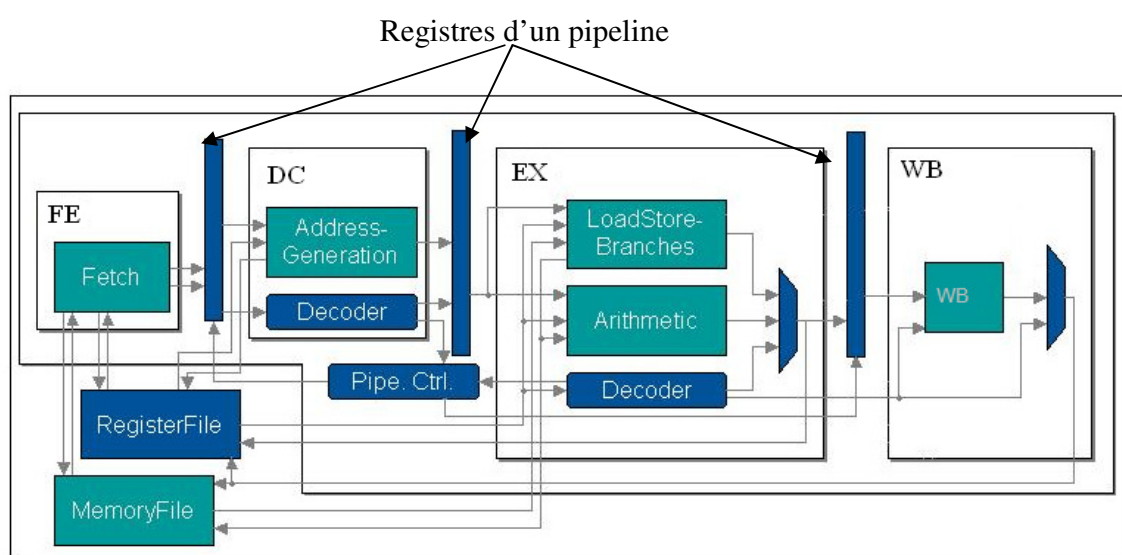 Registres d'un pipeline
FE
Fetch
DC
Address-
Generation
Decoder
EX
LoadStore-
Branches
Arithmetic
Decoder
WB
WB
Pipe. Ctrl.
RegisterFile
MemoryFile